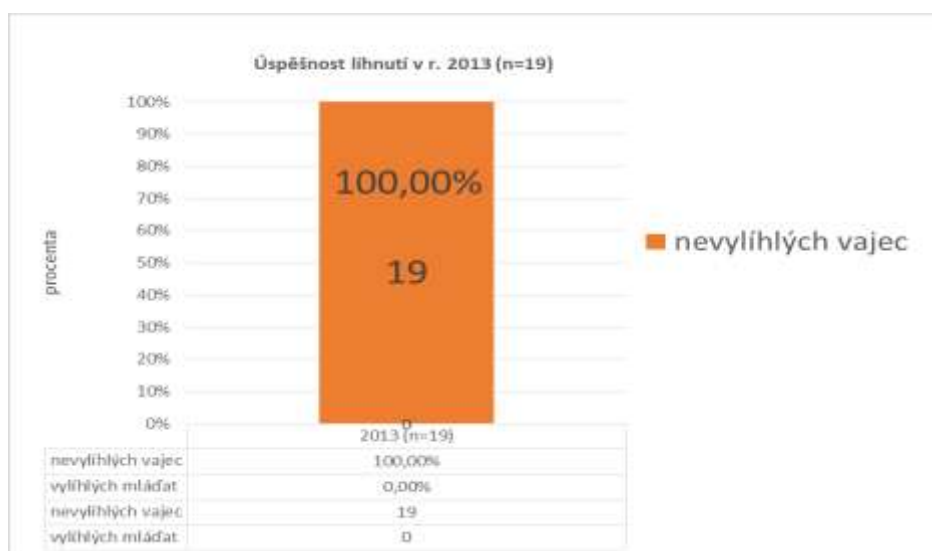 Úspěšnost líhnutí v r. 2013 (n=19)
procenta
100%
90%
80%
70%
60%
50%
40%
30%
20%
10%
0%
100,00%
19
0
nevylíhlých vajec
2013 (n=19)
nevylíhlých vajec 100,00%
vylíhlých mláďat 0,00%
nevylíhlých vajec 19
vylíhlých mláďat 0